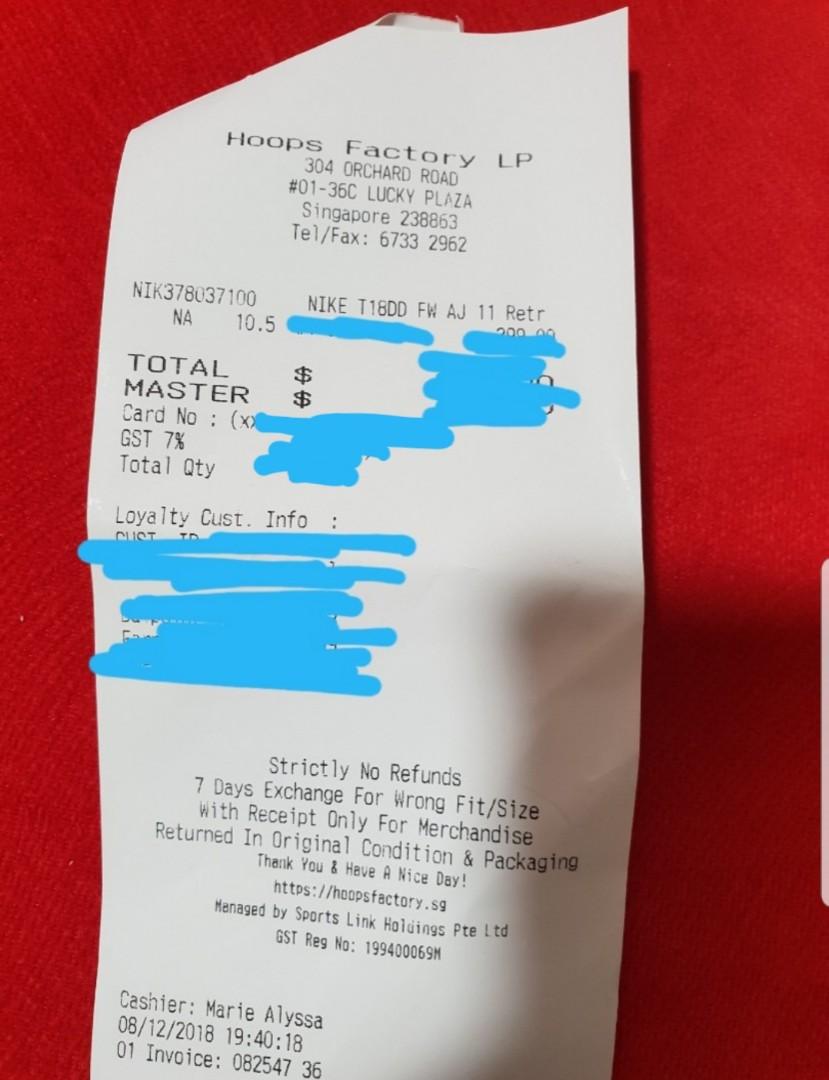 Hoops Factory LP
304 ORCHARD ROAD
#01-36C LUCKY PLAZA
Singapore 238863
Tel/Fax: 6733 2962
NIK378037100 NIKE T18DD FW AJ 11 Retr
NA 10.5
TOTAL $
MASTER $
Card No : (xx
GST 7%
Total Qty
Loyalty Cust. Info :
CUST. ID
Strictly No Refunds
7 Days Exchange For Wrong Fit/Size
With Receipt Only For Merchandise
Returned In Original Condition & Packaging
Thank You & Have A Nice Day!
https://hoopsfactory.sg
Managed by Sports Link Holdings Pte Ltd
GST Reg No: 199400069M
Cashier: Marie Alyssa
08/12/2018 19:40:18
01 Invoice: 082547 36